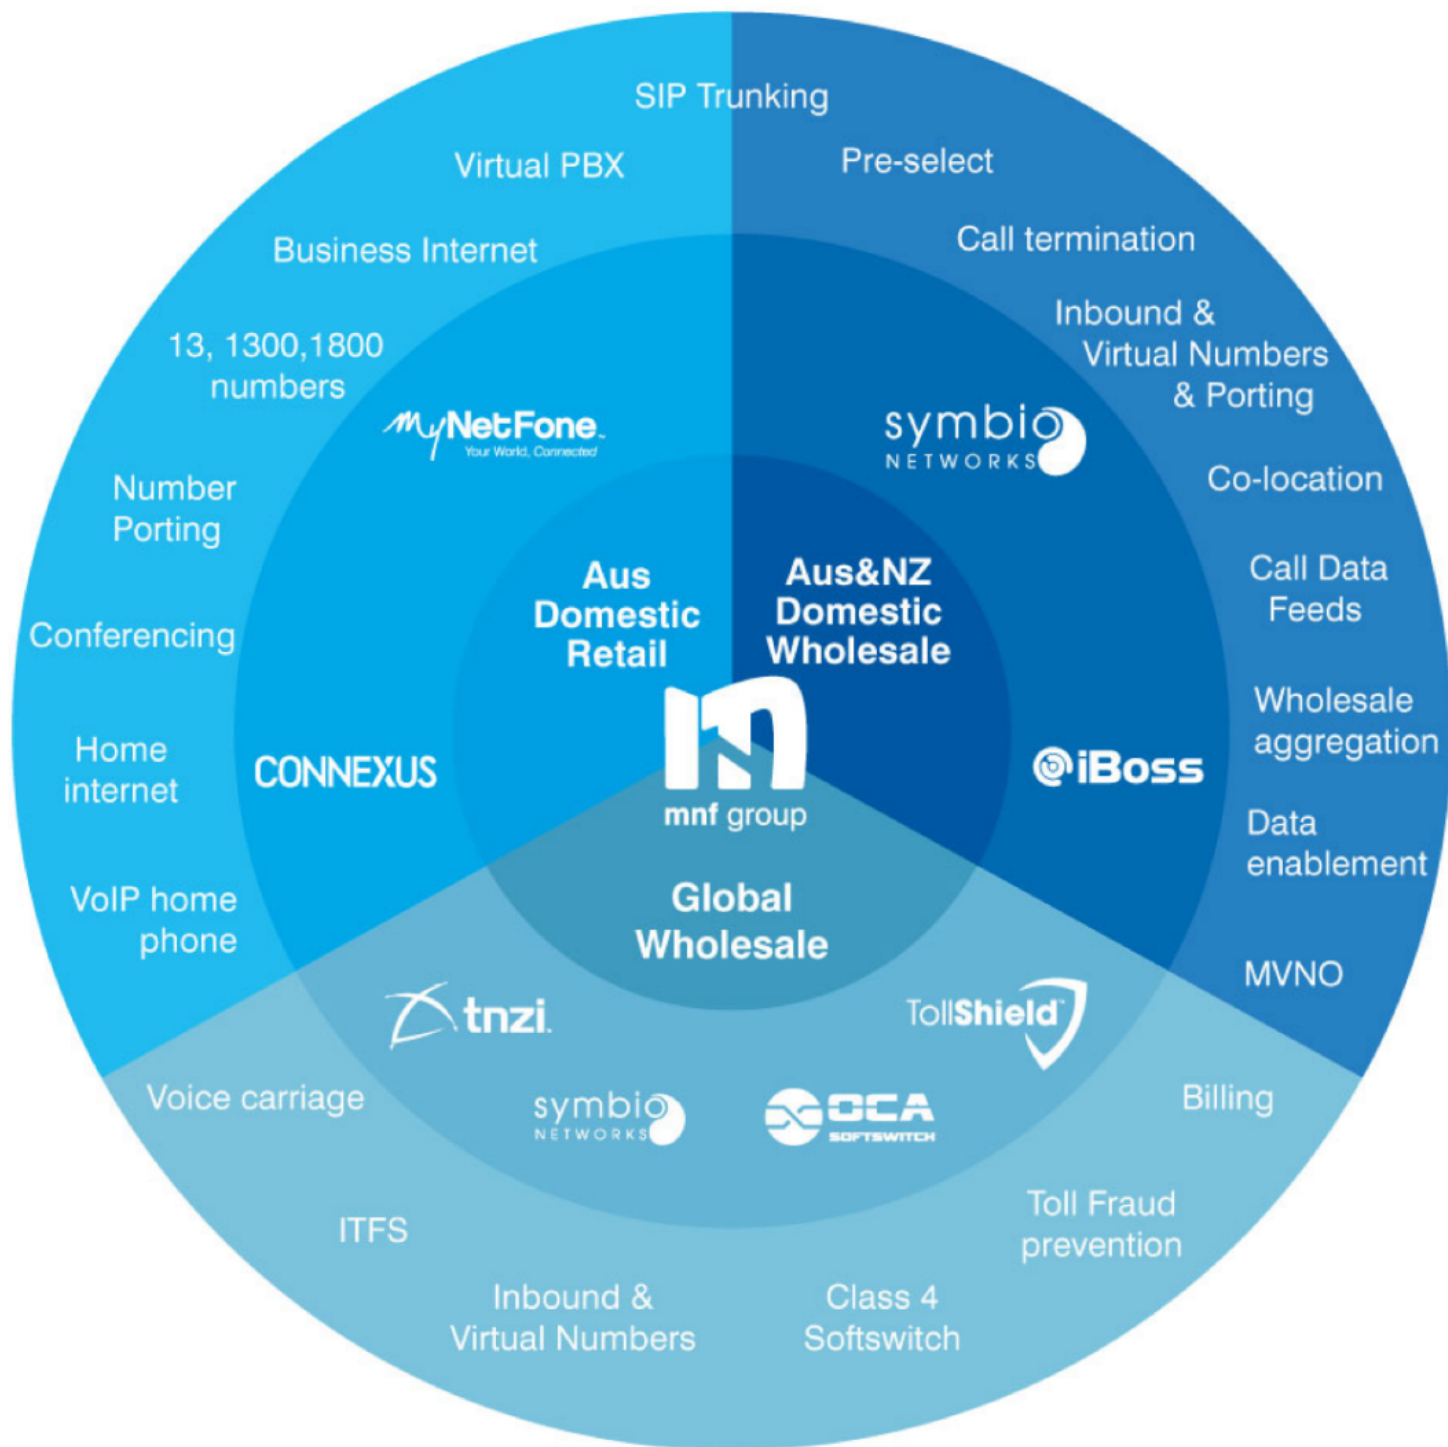 SIP Trunking
Virtual PBX
Business Internet
13, 1300,1800
numbers
Number
Porting
Conferencing
Home
internet
VoIP home
phone
Pre-select
Call termination
Inbound &
Virtual Numbers
& Porting
Co-location
Call Data
Feeds
Wholesale
aggregation
Data
enablement
MVNO
MyNetFone™
Your World, Connected
CONNEXUS
symbio
NETWORKS
iBoss
Aus
Domestic
Retail
Aus&NZ
Domestic
Wholesale
mnf group
Global
Wholesale
tnzi
TollShield™
symbio
NETWORKS
OCA
SOFTSWITCH
Voice carriage
ITFS
Inbound &
Virtual Numbers
Class 4
Softswitch
Toll Fraud
prevention
Billing